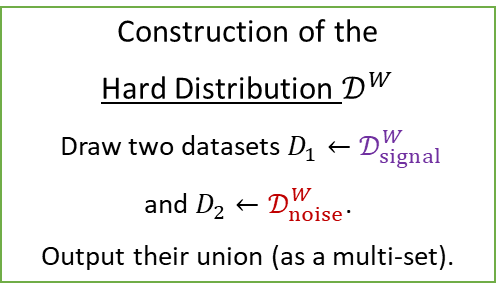 Construction of the
Hard Distribution 𝒟^W
Draw two datasets D₁ ← 𝒟^W_signal
and D₂ ← 𝒟^W_noise.
Output their union (as a multi-set).